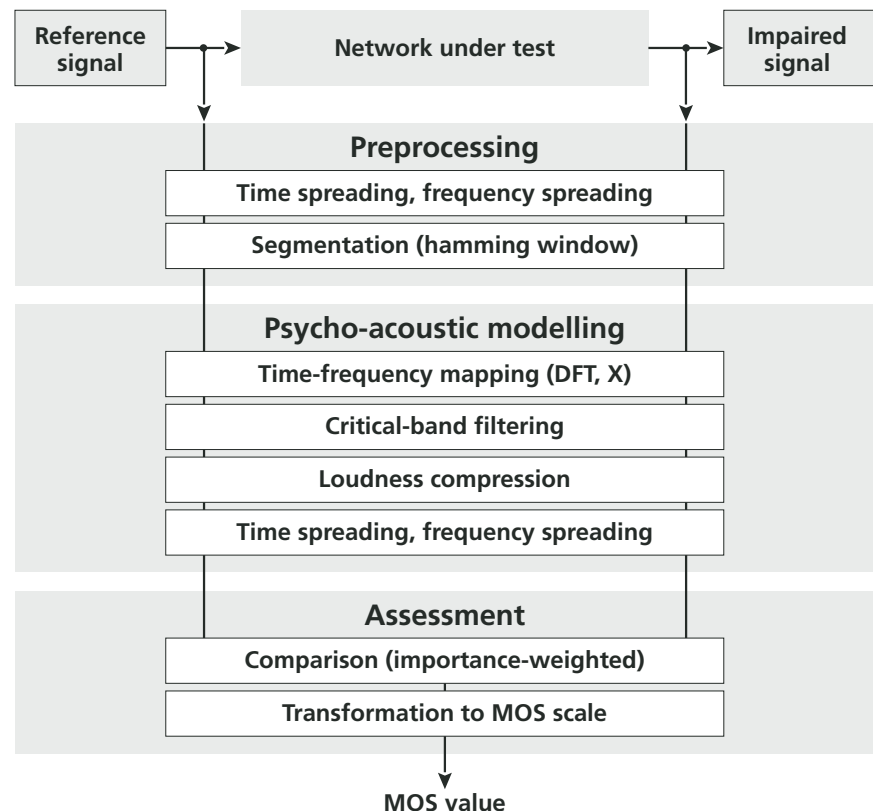 Reference
signal
Network under test
Impaired
signal
Preprocessing
Time spreading, frequency spreading
Segmentation (hamming window)
Psycho-acoustic modelling
Time-frequency mapping (DFT, X)
Critical-band filtering
Loudness compression
Time spreading, frequency spreading
Assessment
Comparison (importance-weighted)
Transformation to MOS scale
MOS value